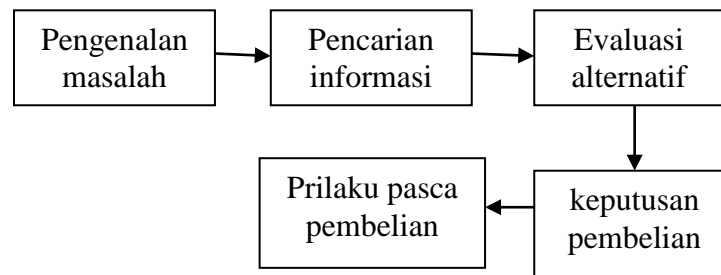 Pengenalan
masalah
Pencarian
informasi
Evaluasi
alternatif
keputusan
pembelian
Prilaku pasca
pembelian